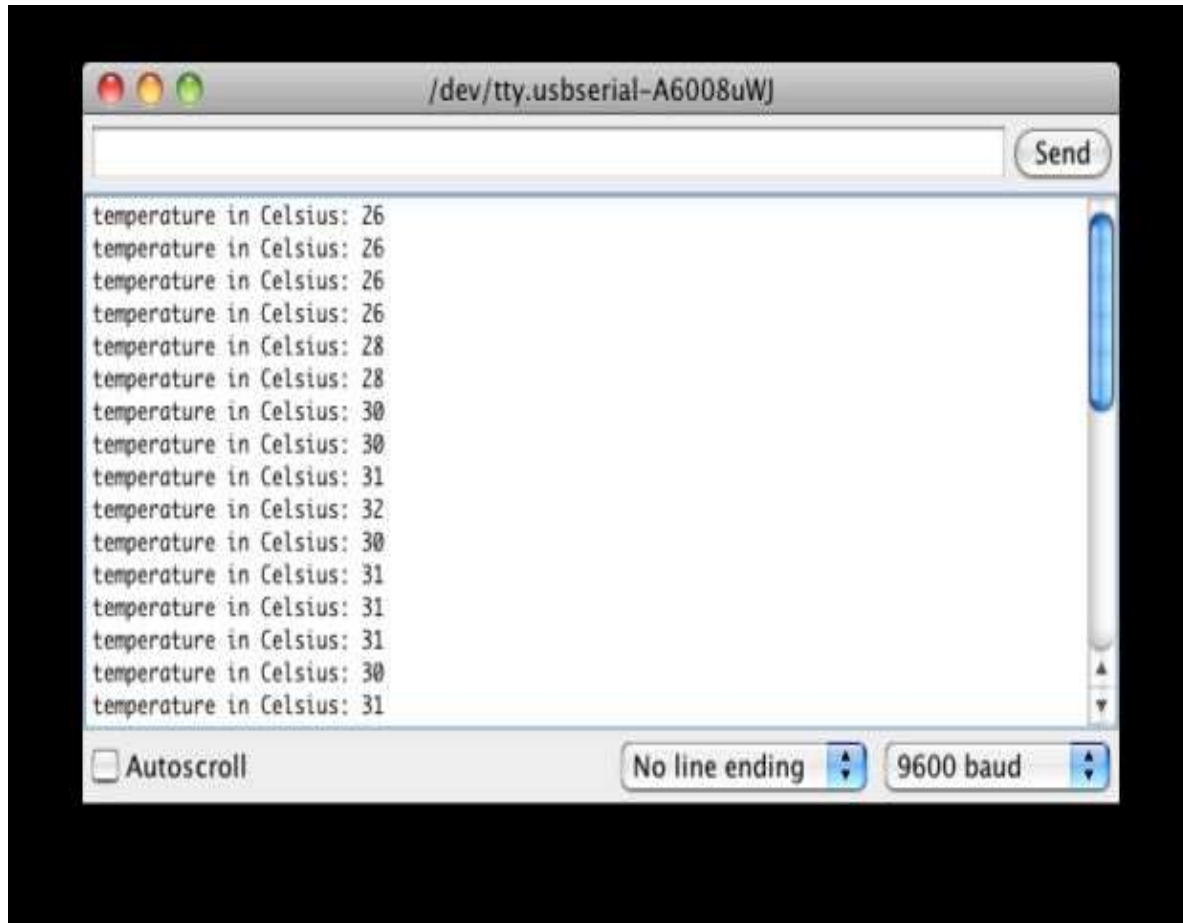 /dev/tty.usbserial-A6008uWJ
Send
temperature in Celsius: 26
temperature in Celsius: 26
temperature in Celsius: 26
temperature in Celsius: 26
temperature in Celsius: 28
temperature in Celsius: 28
temperature in Celsius: 30
temperature in Celsius: 30
temperature in Celsius: 31
temperature in Celsius: 32
temperature in Celsius: 30
temperature in Celsius: 31
temperature in Celsius: 31
temperature in Celsius: 31
temperature in Celsius: 30
temperature in Celsius: 31
Autoscroll No line ending 9600 baud